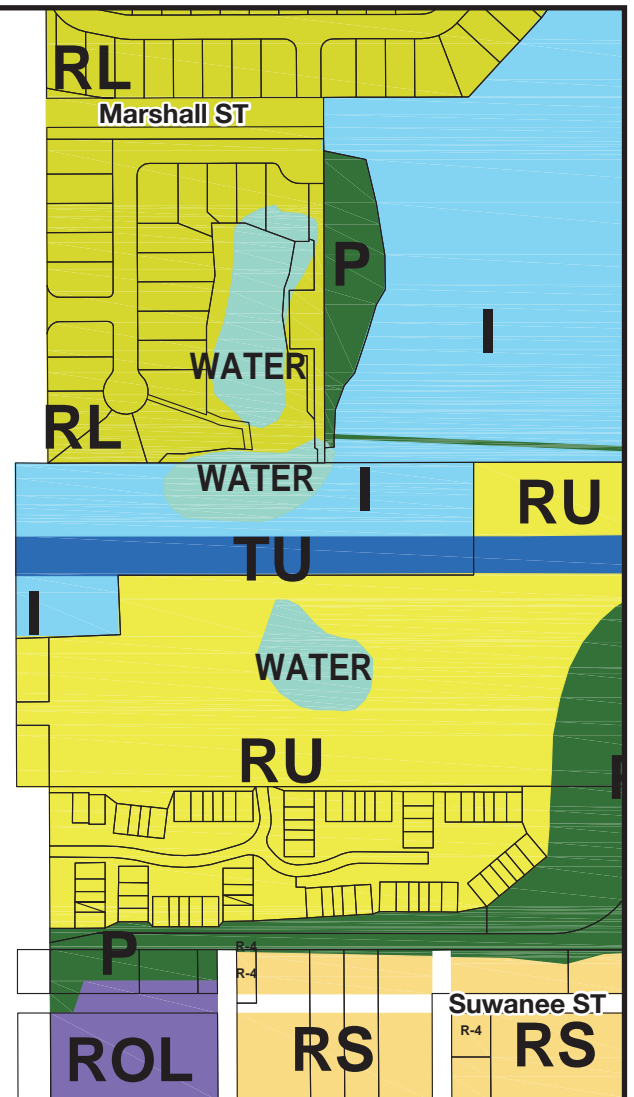 RL
Marshall ST
P
I
WATER
RL
WATER
I
RU
TU
I
WATER
RU
P
R-4
R-4
Suwanee ST
R-4
ROL
RS
RS